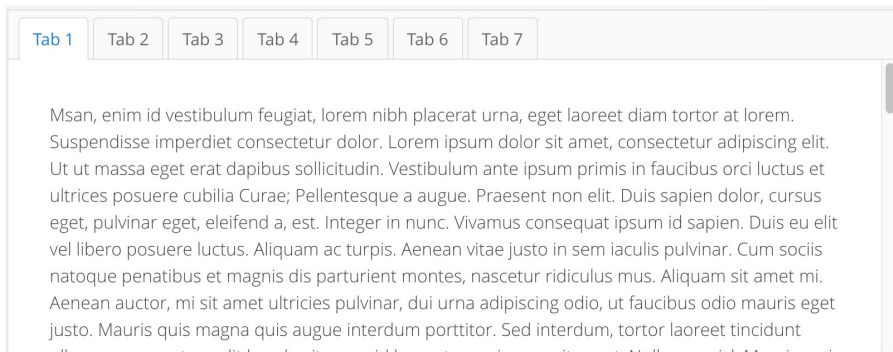 Tab 1 Tab 2 Tab 3 Tab 4 Tab 5 Tab 6 Tab 7
Msan, enim id vestibulum feugiat, lorem nibh placerat urna, eget laoreet diam tortor at lorem.
Suspendisse imperdiet consectetur dolor. Lorem ipsum dolor sit amet, consectetur adipiscing elit.
Ut ut massa eget erat dapibus sollicitudin. Vestibulum ante ipsum primis in faucibus orci luctus et
ultrices posuere cubilia Curae; Pellentesque a augue. Praesent non elit. Duis sapien dolor, cursus
eget, pulvinar eget, eleifend a, est. Integer in nunc. Vivamus consequat ipsum id sapien. Duis eu elit
vel libero posuere luctus. Aliquam ac turpis. Aenean vitae justo in sem iaculis pulvinar. Cum sociis
natoque penatibus et magnis dis parturient montes, nascetur ridiculus mus. Aliquam sit amet mi.
Aenean auctor, mi sit amet ultricies pulvinar, dui urna adipiscing odio, ut faucibus odio mauris eget
justo. Mauris quis magna quis augue interdum porttitor. Sed interdum, tortor laoreet tincidunt